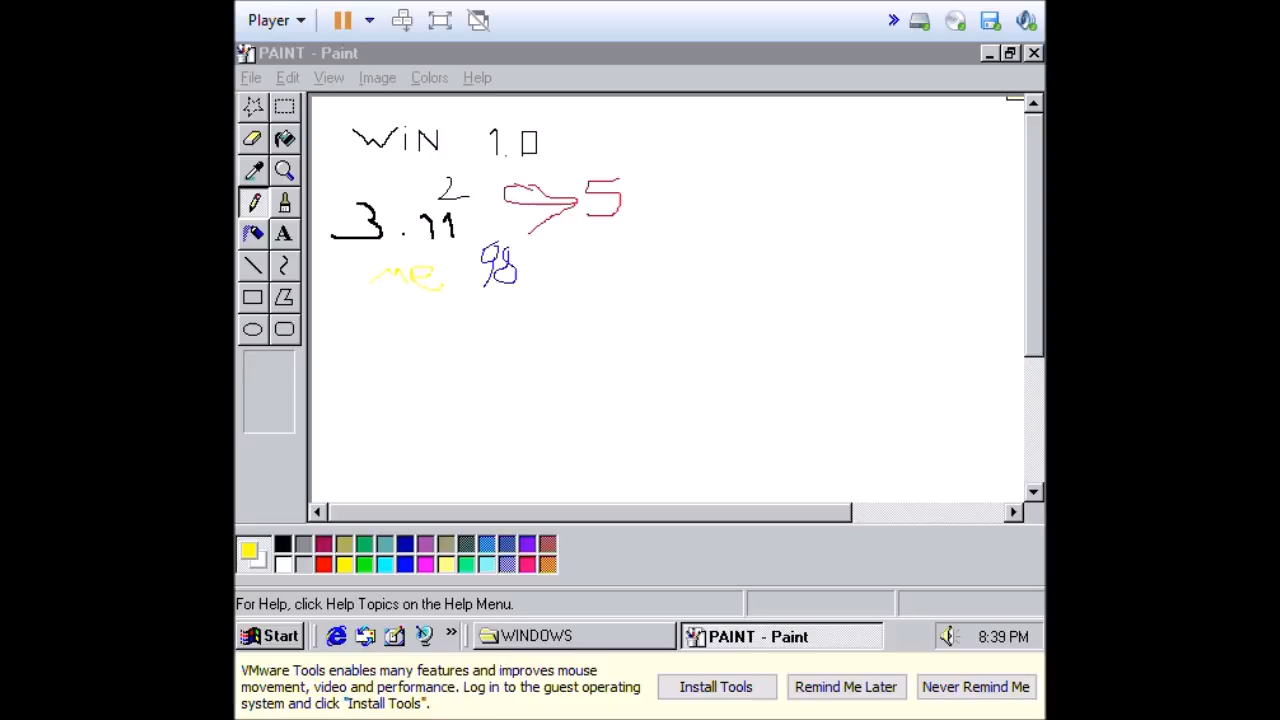 Player
PAINT - Paint
File Edit View Image Colors Help
WiN 1.0
2
5
3.11
me 98
For Help, click Help Topics on the Help Menu.
Start WINDOWS PAINT - Paint 8:39 PM
VMware Tools enables many features and improves mouse
movement, video and performance. Log in to the guest operating
system and click "Install Tools".
Install Tools Remind Me Later Never Remind Me